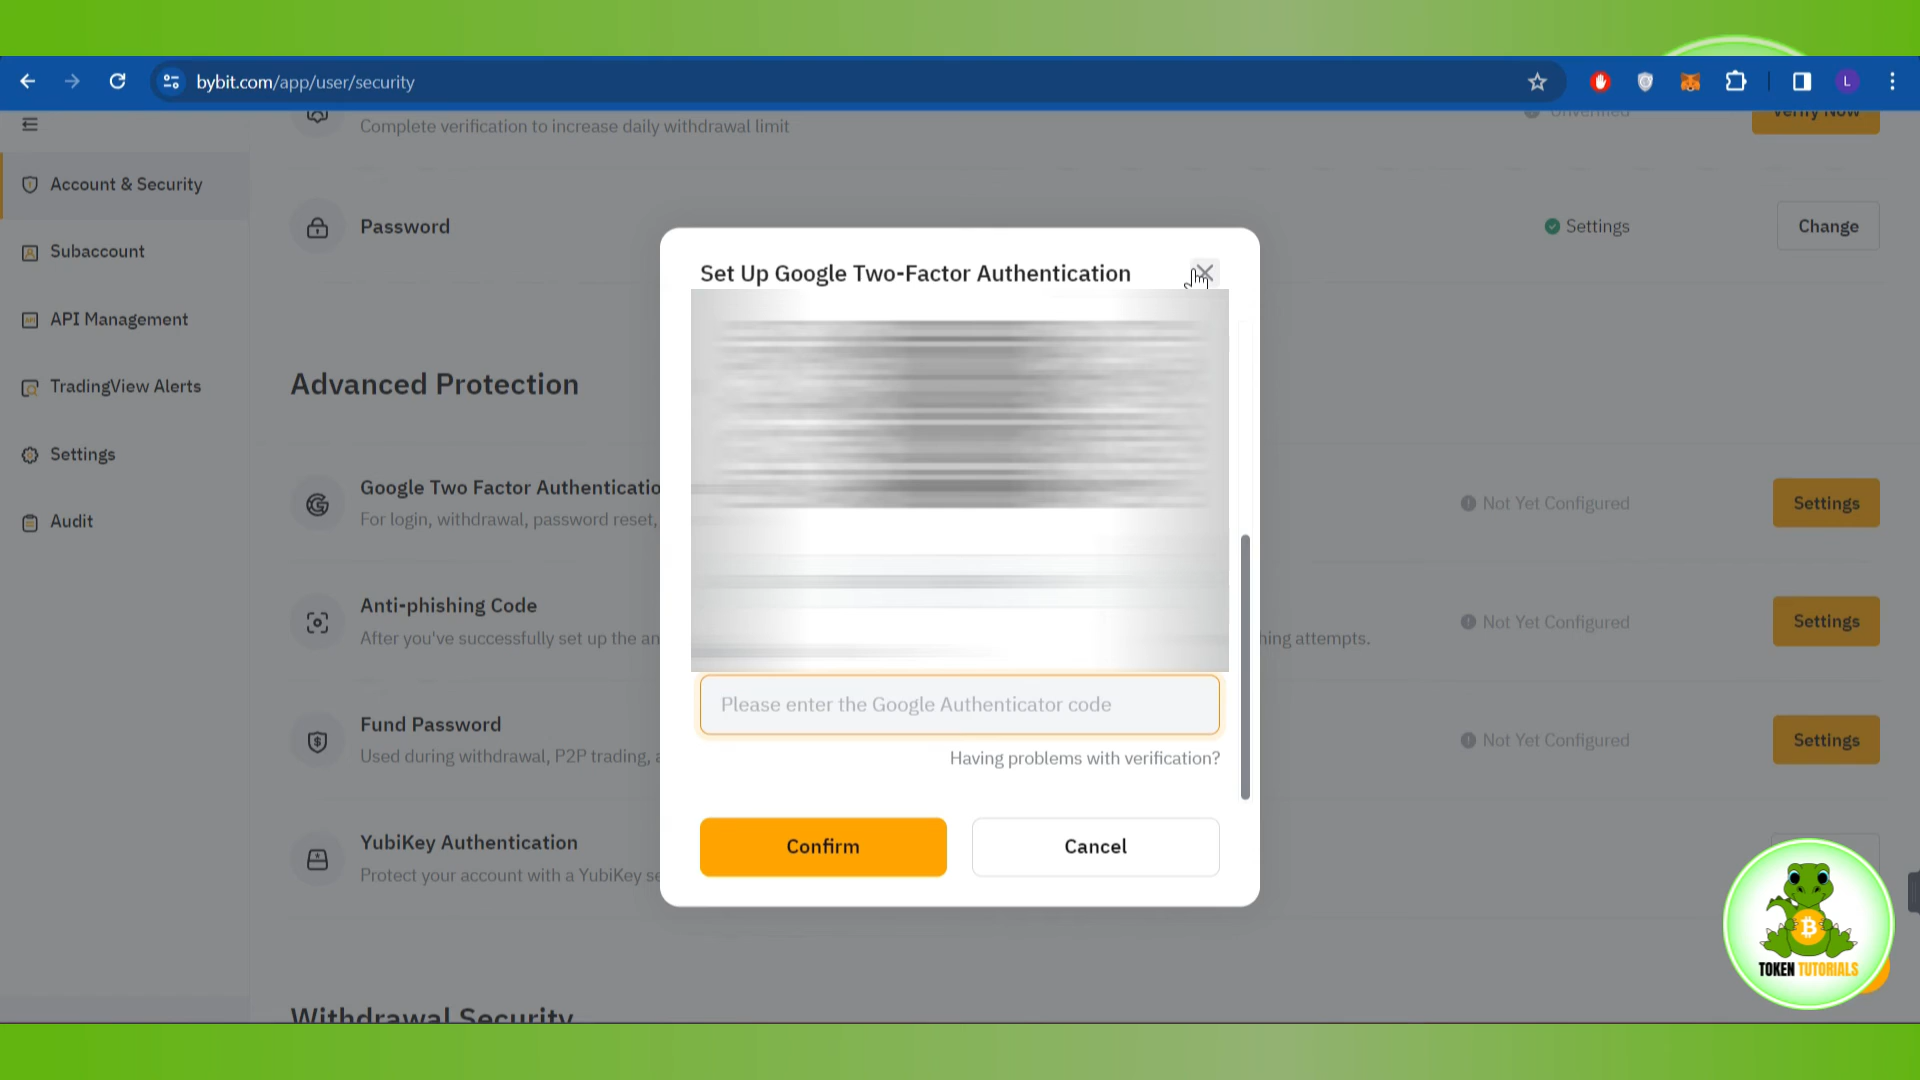 bybit.com/app/user/security
L
Complete verification to increase daily withdrawal limit
Unverified
Verify Now
Account & Security
Password
Settings
Change
Subaccount
Set Up Google Two-Factor Authentication
API Management
TradingView Alerts
Advanced Protection
Settings
Google Two Factor Authenticatio
For login, withdrawal, password reset,
Not Yet Configured
Settings
Audit
Anti-phishing Code
After you've successfully set up the an
hing attempts.
Not Yet Configured
Settings
Please enter the Google Authenticator code
Fund Password
Used during withdrawal, P2P trading, a
Not Yet Configured
Settings
Having problems with verification?
YubiKey Authentication
Protect your account with a YubiKey se
Confirm
Cancel
TOKEN TUTORIALS
Withdrawal Security